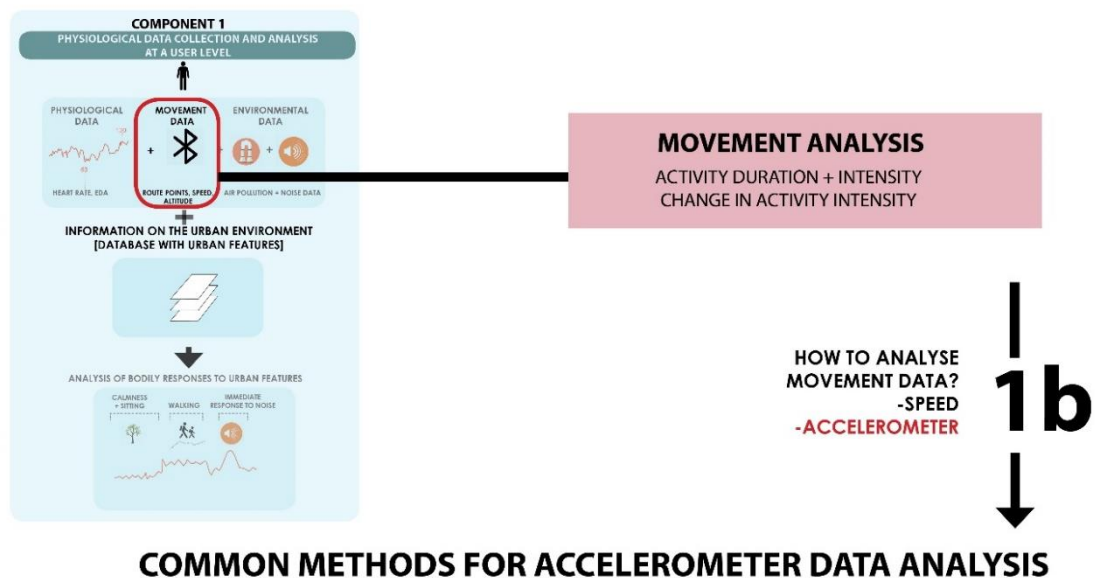 COMPONENT 1
PHYSIOLOGICAL DATA COLLECTION AND ANALYSIS
AT A USER LEVEL
PHYSIOLOGICAL
DATA
MOVEMENT
DATA
ENVIRONMENTAL
DATA
120
+
+
+
45
HEART RATE, EDA
ROUTE POINTS, SPEED,
ALTITUDE
AIR POLLUTION + NOISE DATA
+
INFORMATION ON THE URBAN ENVIRONMENT
[DATABASE WITH URBAN FEATURES]
ANALYSIS OF BODILY RESPONSES TO URBAN FEATURES
CALMNESS
+ SITTING
WALKING
IMMEDIATE
RESPONSE TO NOISE
MOVEMENT ANALYSIS
ACTIVITY DURATION + INTENSITY
CHANGE IN ACTIVITY INTENSITY
HOW TO ANALYSE
MOVEMENT DATA?
-SPEED
-ACCELEROMETER
1b
COMMON METHODS FOR ACCELEROMETER DATA ANALYSIS